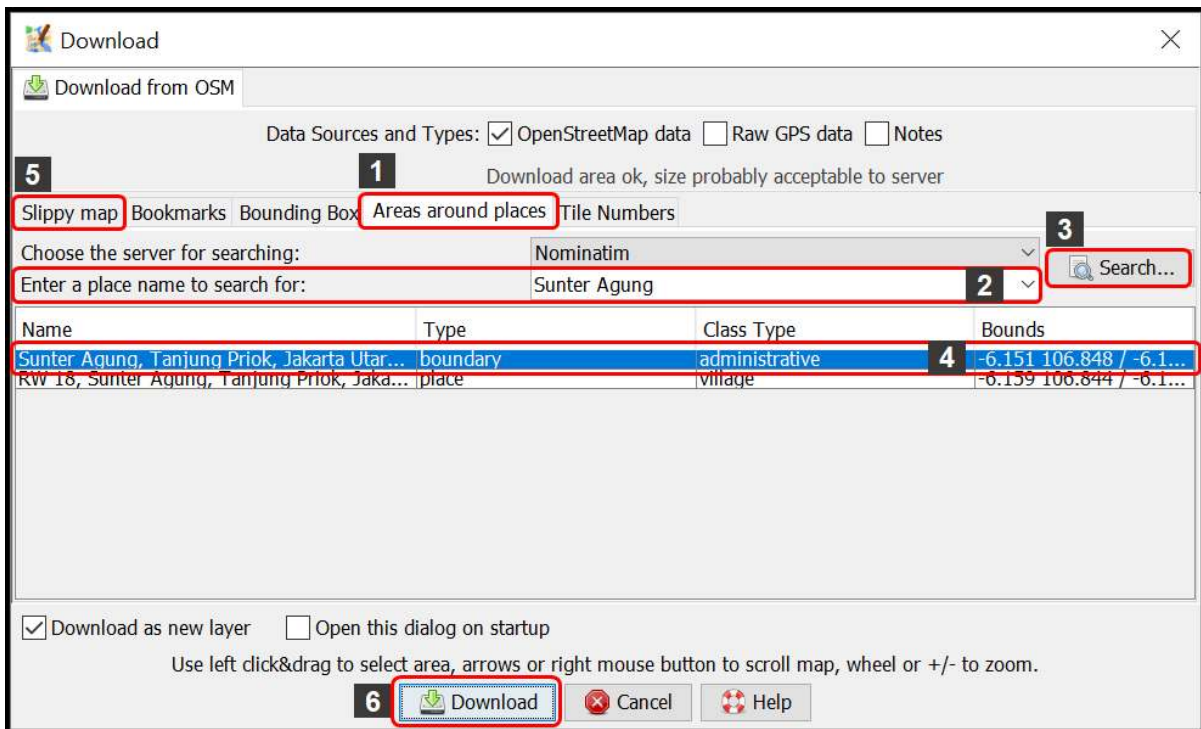 Download
Download from OSM
Data Sources and Types: OpenStreetMap data Raw GPS data Notes
5 1 Download area ok, size probably acceptable to server
Slippy map Bookmarks Bounding Box Areas around places Tile Numbers
3
Choose the server for searching: Nominatim Search...
Enter a place name to search for: Sunter Agung 2
Name Type Class Type Bounds
Sunter Agung, Tanjung Priok, Jakarta Utar... boundary administrative 4 -6.151 106.848 / -6.1...
RW 18, Sunter Agung, Tanjung Priok, Jaka... place village -6.159 106.844 / -6.1...
Download as new layer Open this dialog on startup
Use left click&drag to select area, arrows or right mouse button to scroll map, wheel or +/- to zoom.
6 Download Cancel Help